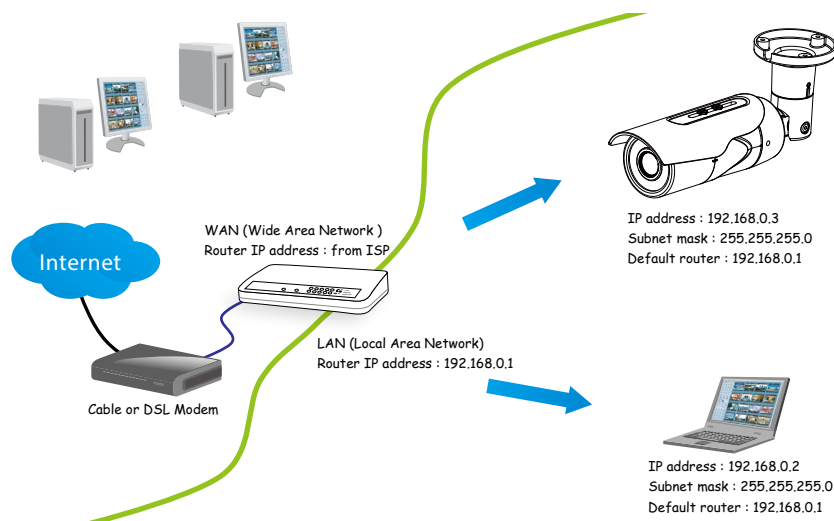 WAN (Wide Area Network )
Router IP address : from ISP
Internet
LAN (Local Area Network)
Router IP address : 192.168.0.1
Cable or DSL Modem
IP address : 192.168.0.3
Subnet mask : 255.255.255.0
Default router : 192.168.0.1
IP address : 192.168.0.2
Subnet mask : 255.255.255.0
Default router : 192.168.0.1